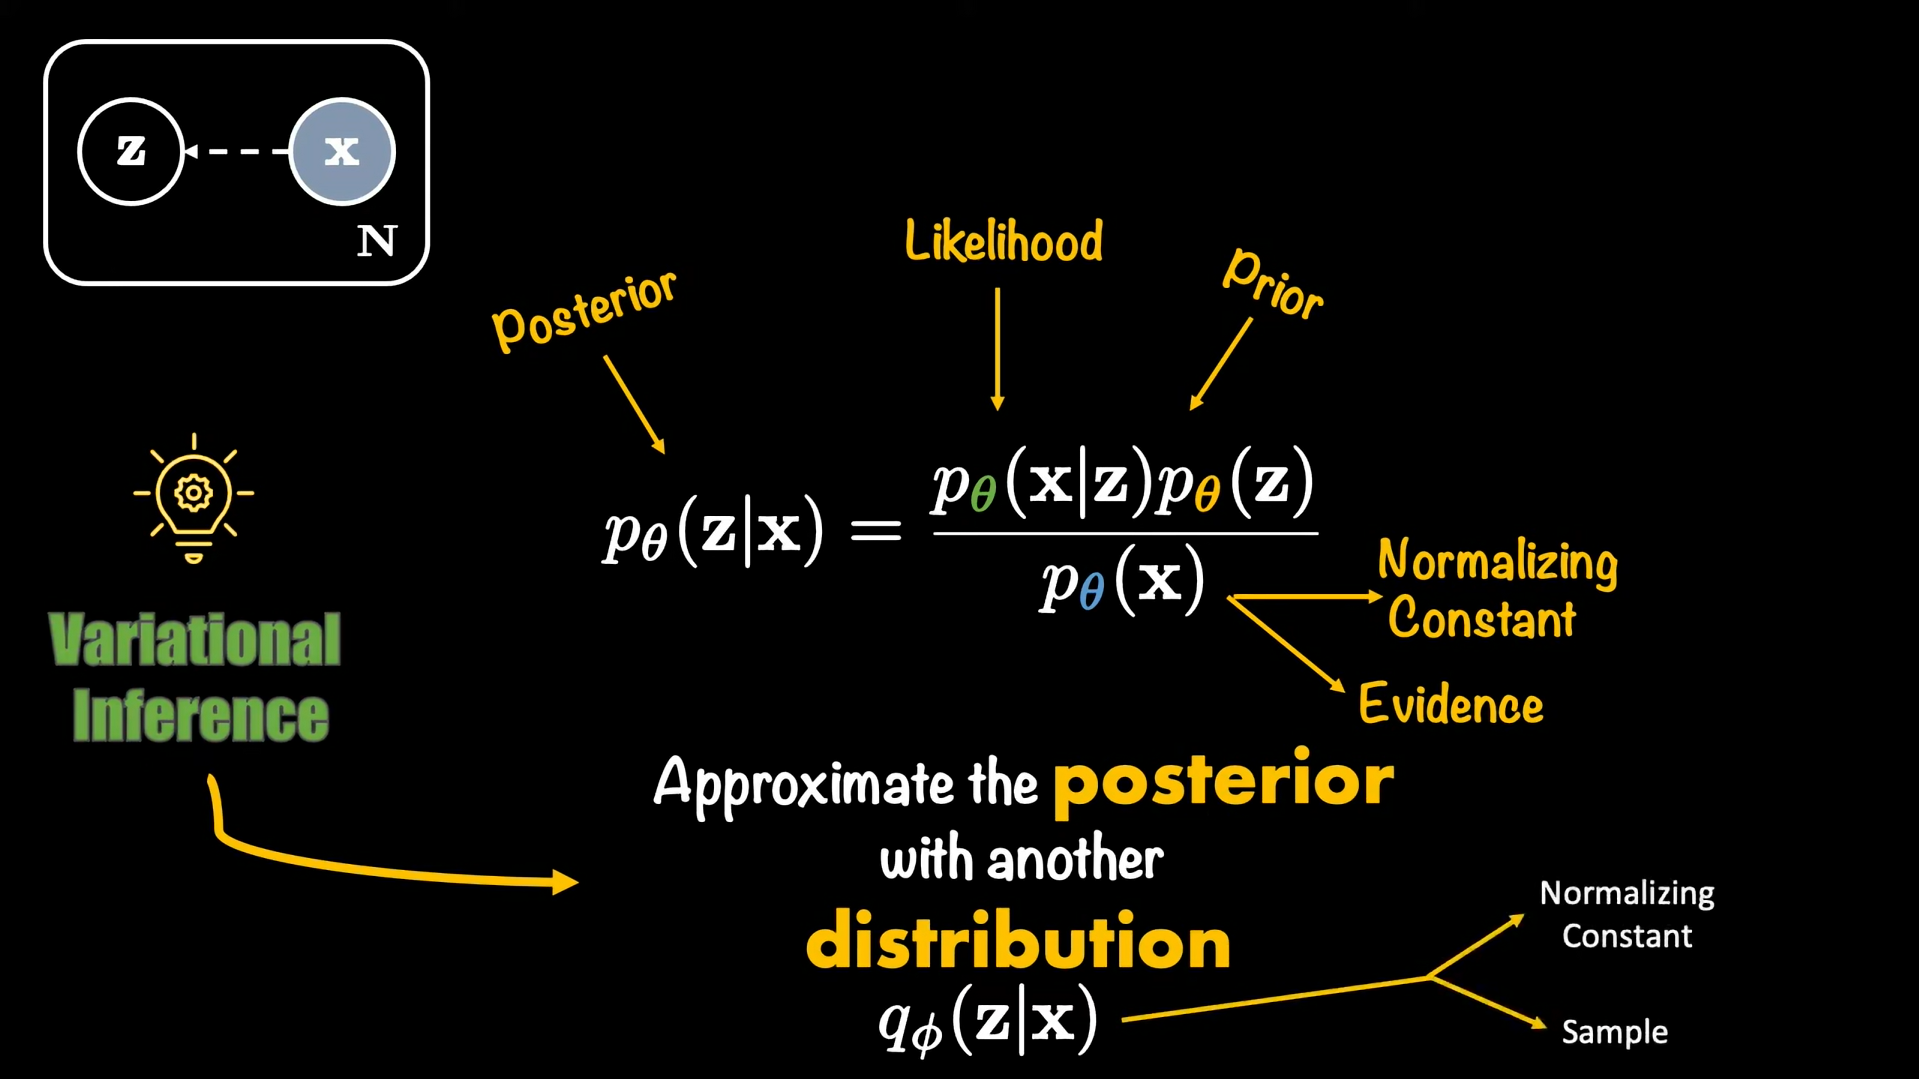 z x
N
Likelihood
Prior
Posterior
p_θ(z|x) = p_θ(x|z)p_θ(z) / p_θ(x)
Normalizing
Constant
Evidence
Variational
Inference
Approximate the posterior
with another
distribution
q_ϕ(z|x)
Normalizing
Constant
Sample